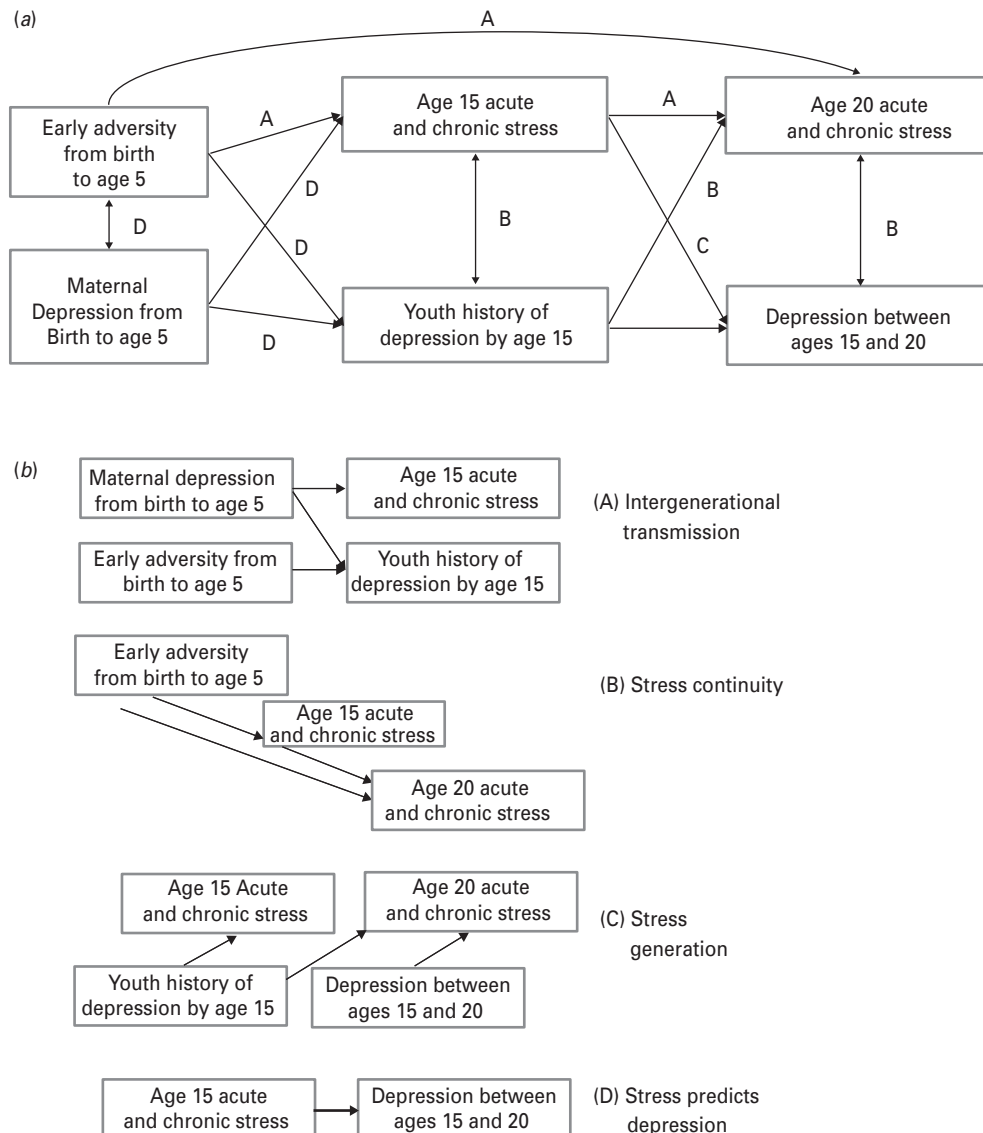 (a)
A
Early adversity
from birth
to age 5
D
Maternal
Depression from
Birth to age 5
A
D
D
D
Age 15 acute
and chronic stress
B
Youth history of
depression by age 15
A
B
C
Age 20 acute
and chronic stress
B
Depression between
ages 15 and 20
(b)
Maternal depression
from birth to age 5
Age 15 acute
and chronic stress
Early adversity from
birth to age 5
Youth history of
depression by age 15
(A) Intergenerational
transmission
Early adversity
from birth to age 5
Age 15 acute
and chronic stress
Age 20 acute
and chronic stress
(B) Stress continuity
Age 15 Acute
and chronic stress
Age 20 acute
and chronic stress
Youth history of
depression by age 15
Depression between
ages 15 and 20
(C) Stress
generation
Age 15 acute
and chronic stress
Depression between
ages 15 and 20
(D) Stress predicts
depression